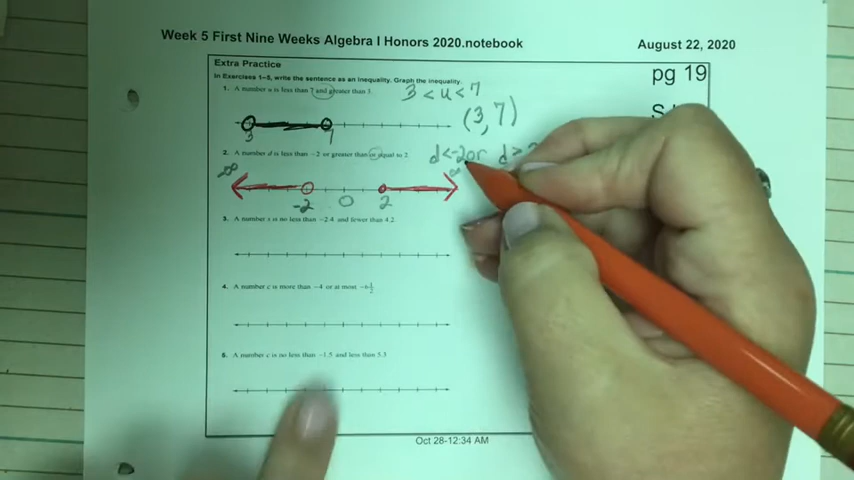 Week 5 First Nine Weeks Algebra I Honors 2020.notebook
August 22, 2020
Extra Practice
pg 19
In Exercises 1–5, write the sentence as an inequality. Graph the inequality.
1. A number u is less than 7 and greater than 3.
3 < u < 7
(3, 7)
3 7
2. A number d is less than −2 or greater than or equal to 2.
d < -2 or d >
-∞ ∞
-2 0 2
3. A number s is no less than −2.4 and fewer than 4.2.
4. A number c is more than −4 or at most −6 1/2
5. A number c is no less than −1.5 and less than 5.3
Oct 28-12:34 AM